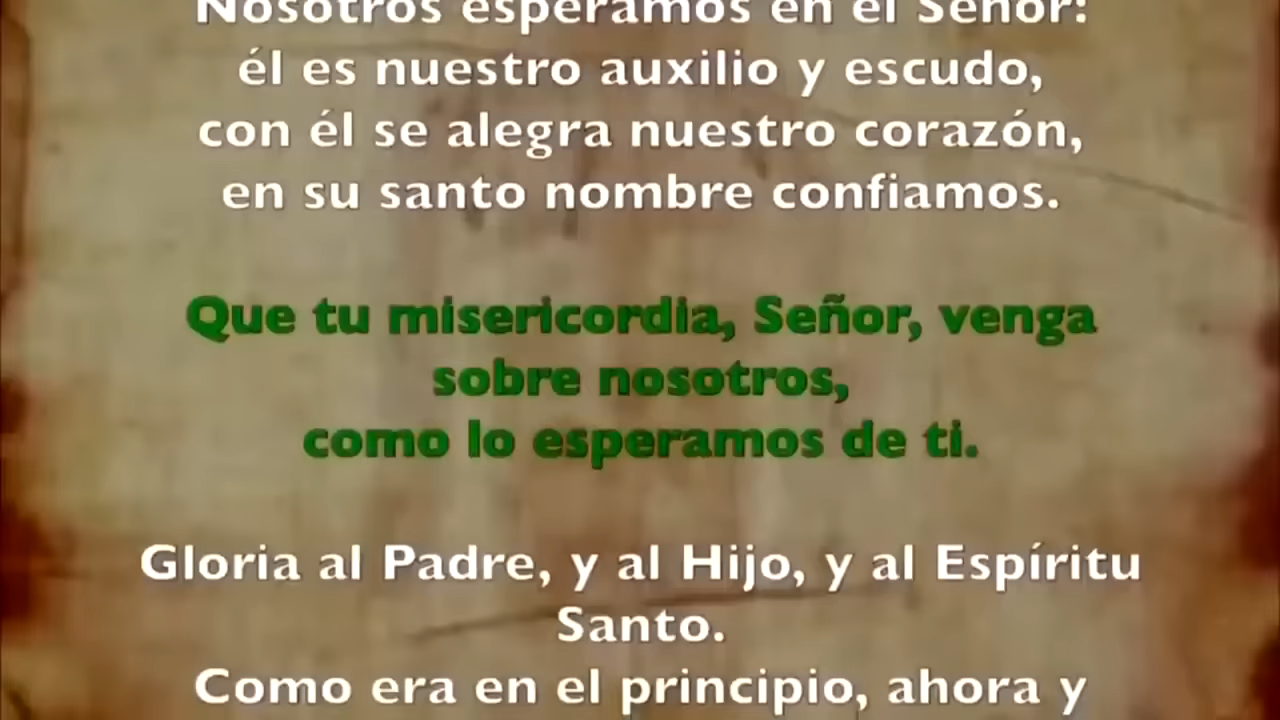 Nosotros esperamos en el Señor:
él es nuestro auxilio y escudo,
con él se alegra nuestro corazón,
en su santo nombre confiamos.
Que tu misericordia, Señor, venga
sobre nosotros,
como lo esperamos de ti.
Gloria al Padre, y al Hijo, y al Espíritu
Santo.
Como era en el principio, ahora y